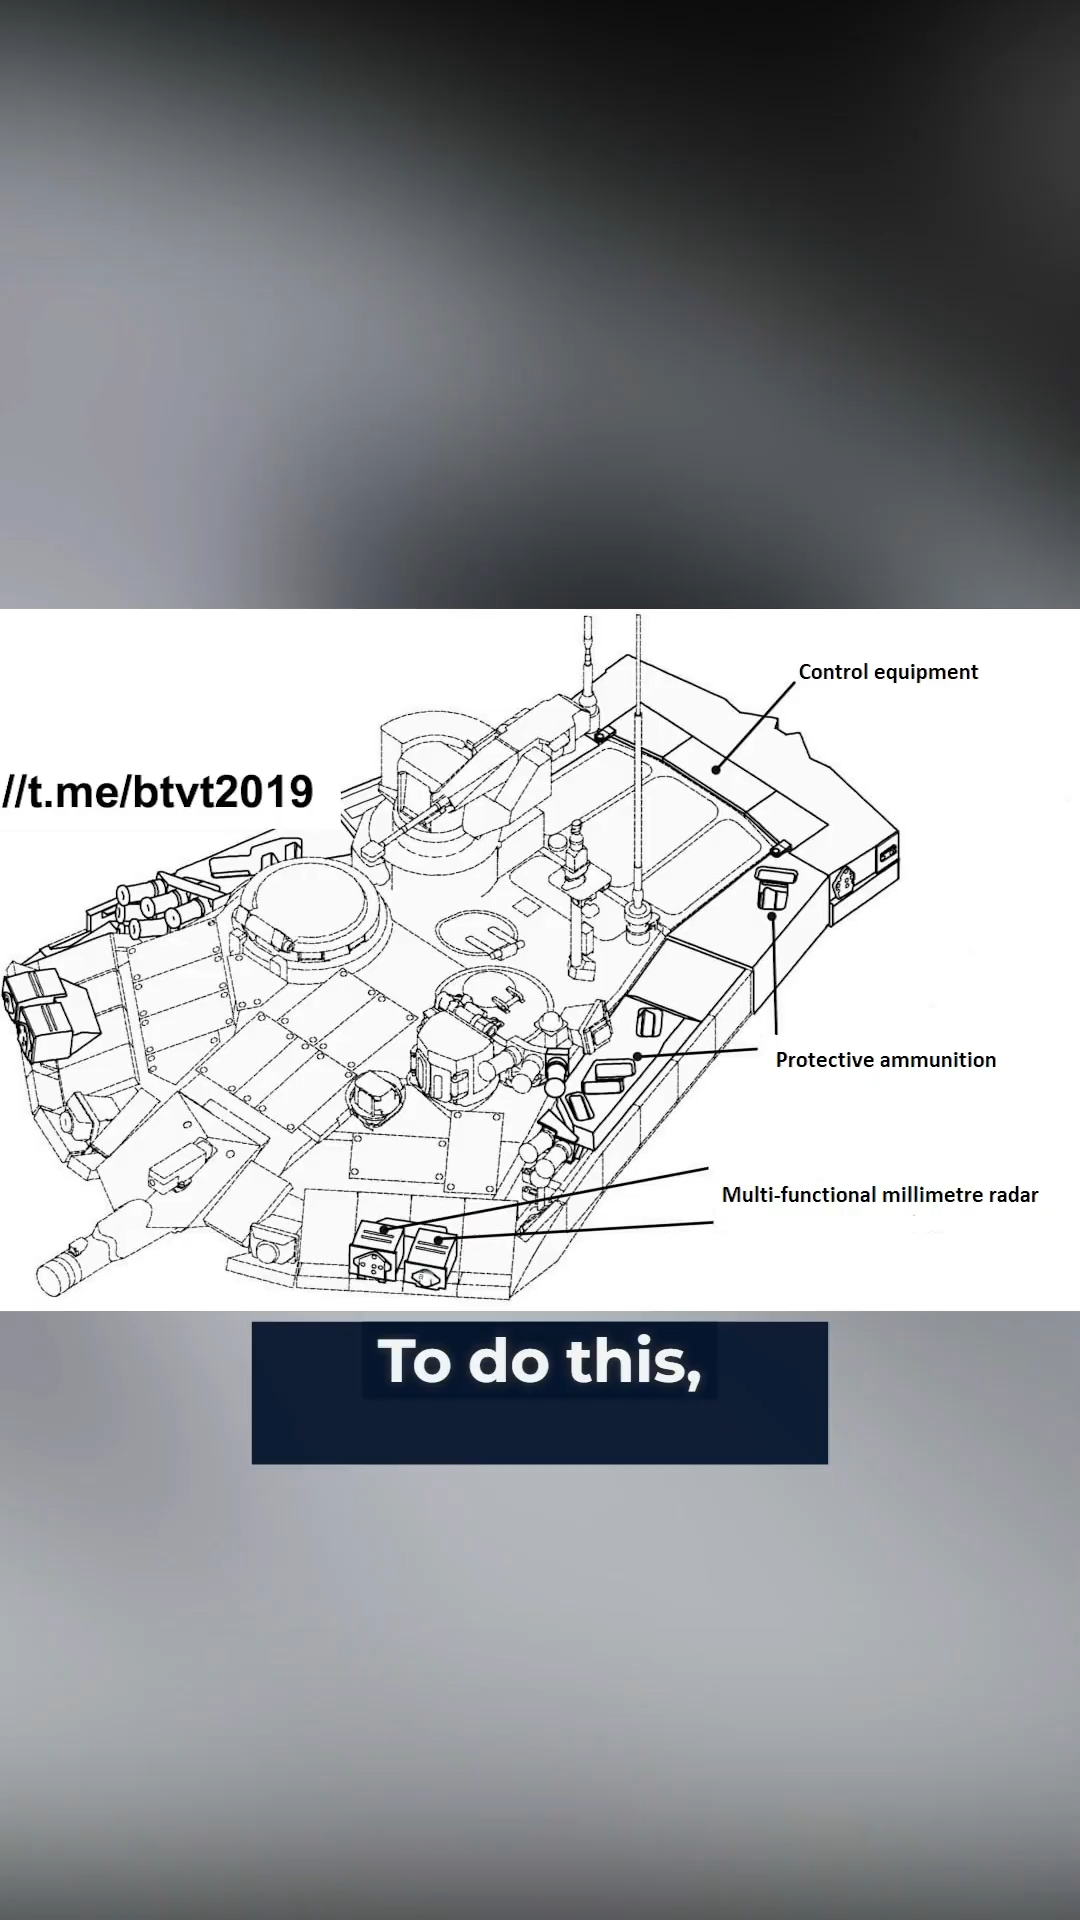 Control equipment
//t.me/btvt2019
Protective ammunition
Multi-functional millimetre radar
To do this,